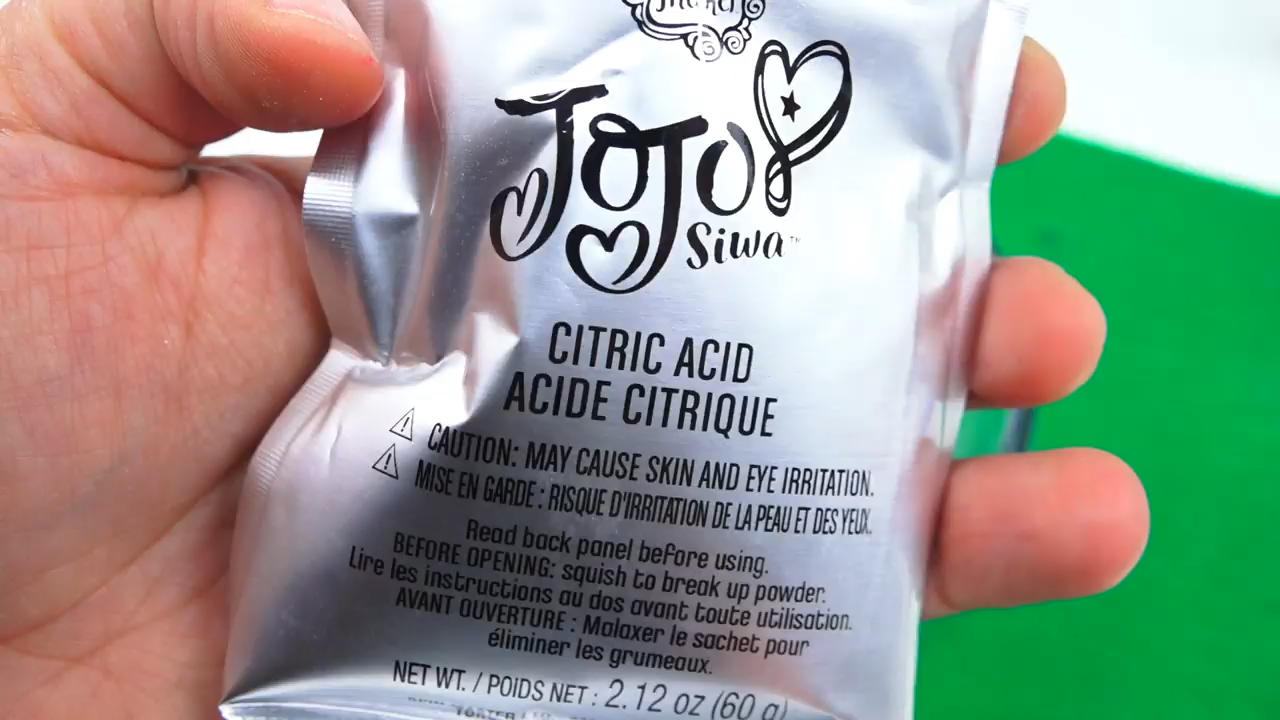 JOJO
Siwa™
CITRIC ACID
ACIDE CITRIQUE
⚠ CAUTION: MAY CAUSE SKIN AND EYE IRRITATION.
⚠ MISE EN GARDE : RISQUE D'IRRITATION DE LA PEAU ET DES YEUX.
Read back panel before using.
BEFORE OPENING: squish to break up powder.
Lire les instructions au dos avant toute utilisation.
AVANT OUVERTURE : Malaxer le sachet pour
éliminer les grumeaux.
NET WT. / POIDS NET : 2.12 oz (60 g)